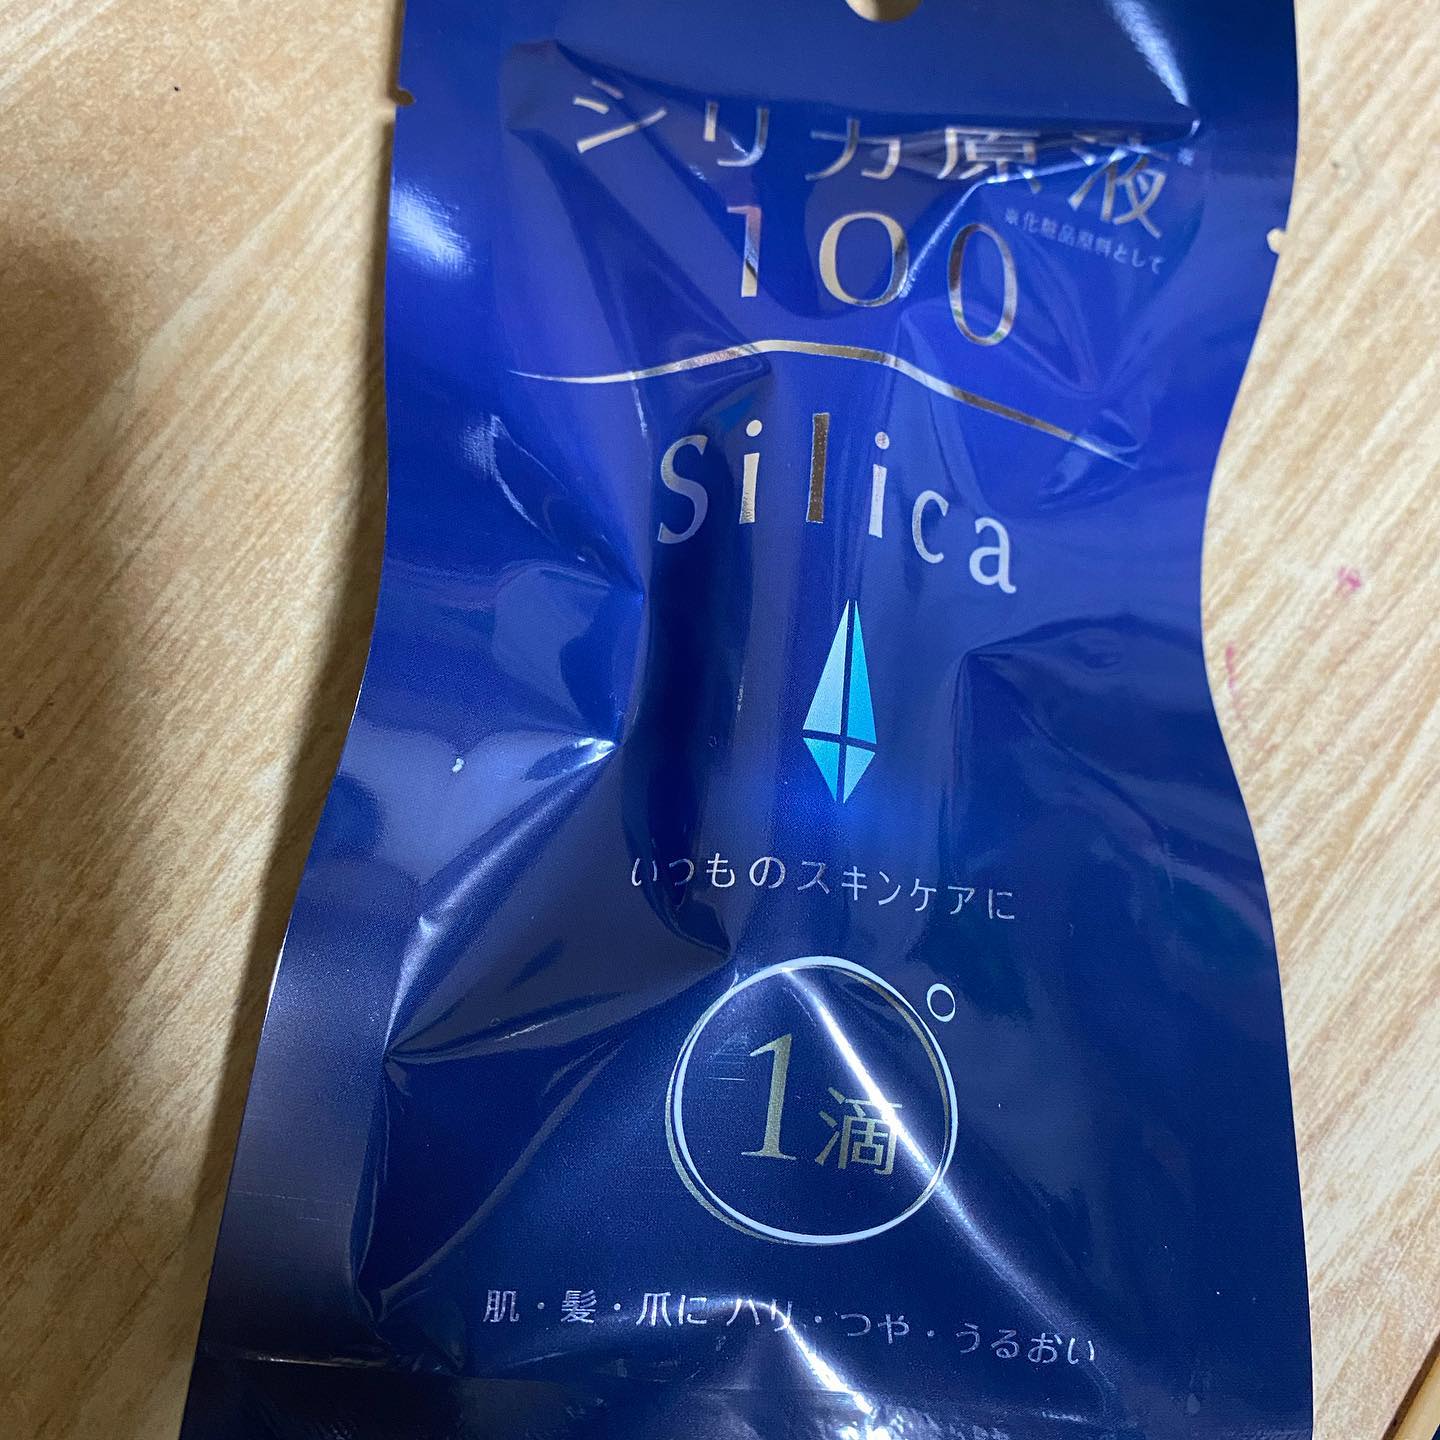 シリカ原液
100
※化粧品原料として
Silica
いつものスキンケアに
1滴
肌・髪・爪に ハリ・つや・うるおい